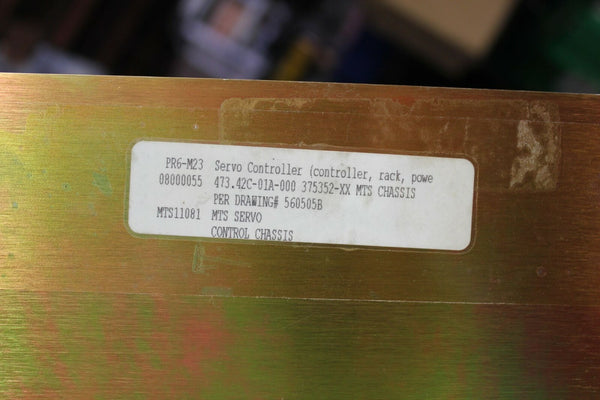 PR6-M23 Servo Controller (controller, rack, powe
08000055 473.42C-01A-000 375352-XX MTS CHASSIS
PER DRAWING# 560505B
MTS11081 MTS SERVO
CONTROL CHASSIS